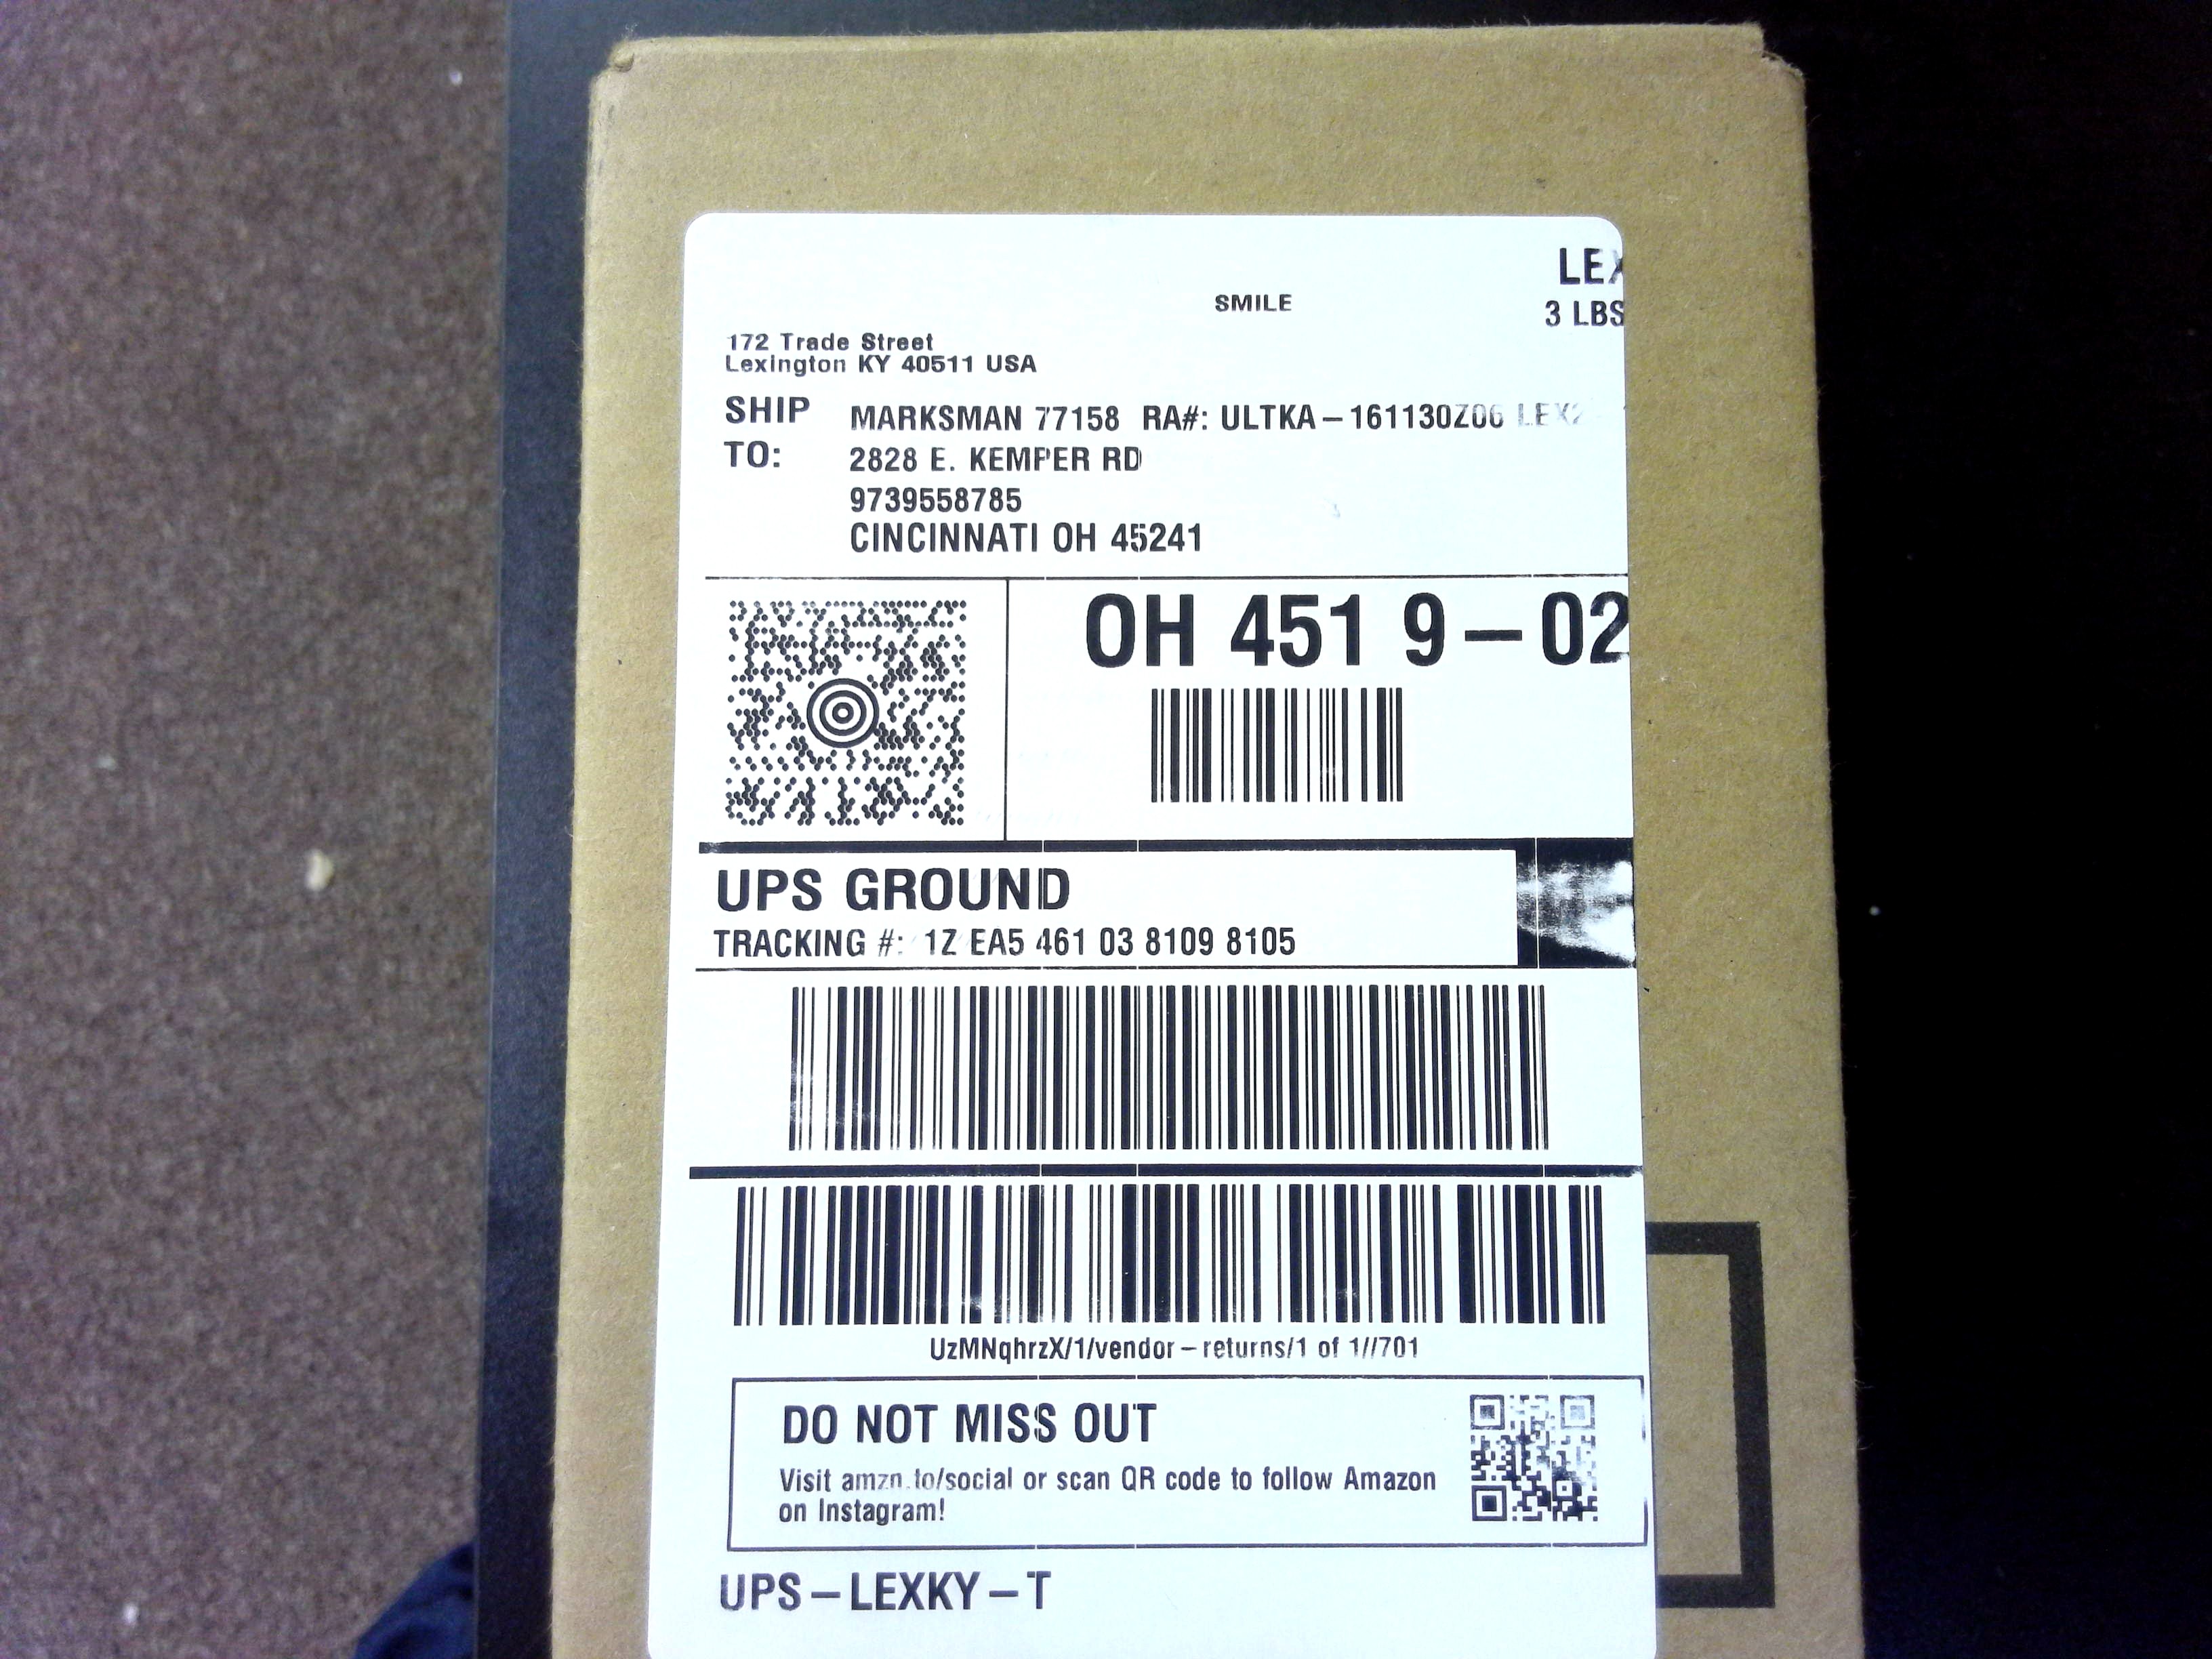 LEX
SMILE
3 LBS
172 Trade Street
Lexington KY 40511 USA
SHIP TO:
MARKSMAN 77158 RA#: ULTKA-161130Z06 LEX2
2828 E. KEMPER RD
9739558785
CINCINNATI OH 45241
OH 451 9-02
UPS GROUND
TRACKING #: 1Z EA5 461 03 8109 8105
UzMNqhrzX/1/vendor-returns/1 of 1//701
DO NOT MISS OUT
Visit amzn.to/social or scan QR code to follow Amazon
on Instagram!
UPS-LEXKY-T